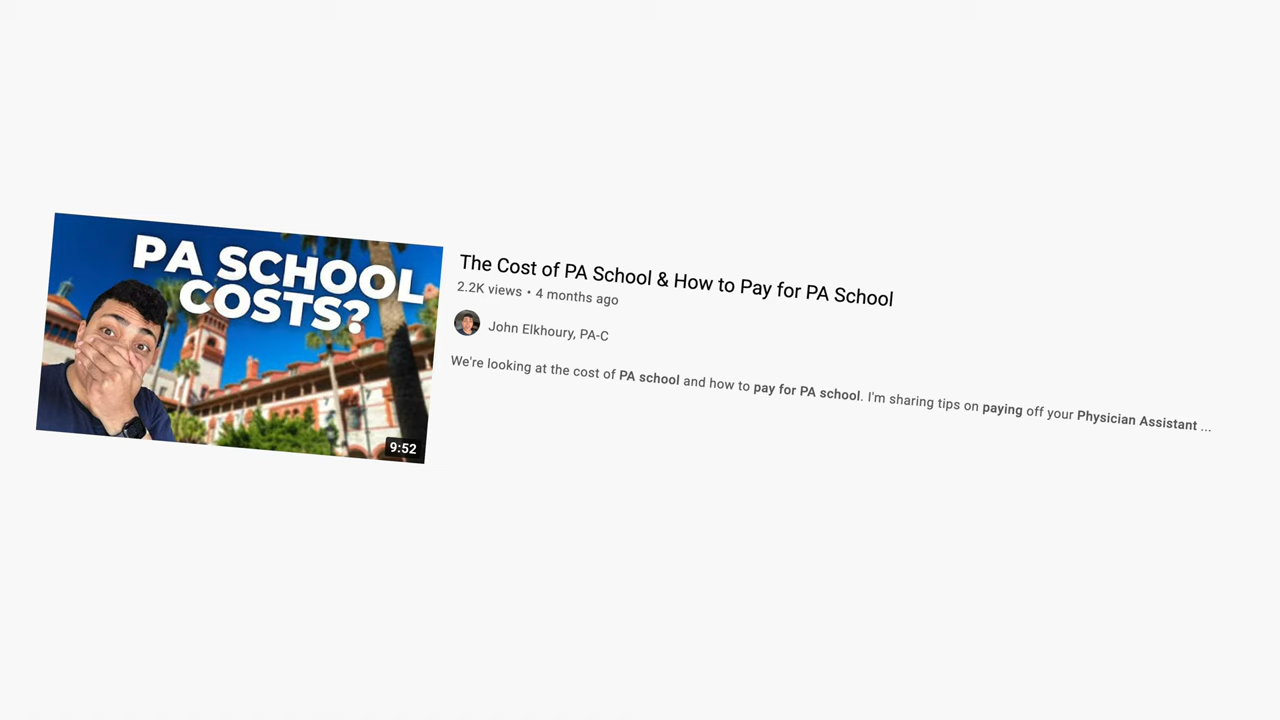 PA SCHOOL
COSTS?
9:52
The Cost of PA School & How to Pay for PA School
2.2K views • 4 months ago
John Elkhoury, PA-C
We're looking at the cost of PA school and how to pay for PA school. I'm sharing tips on paying off your Physician Assistant ...